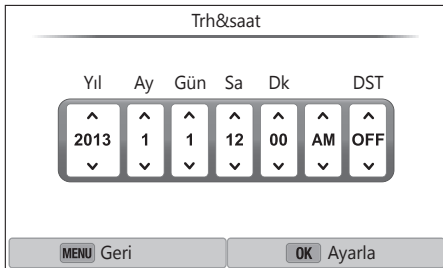 Trh&saat
Yıl Ay Gün Sa Dk DST
2013 1 1 12 00 AM OFF
MENU Geri OK Ayarla